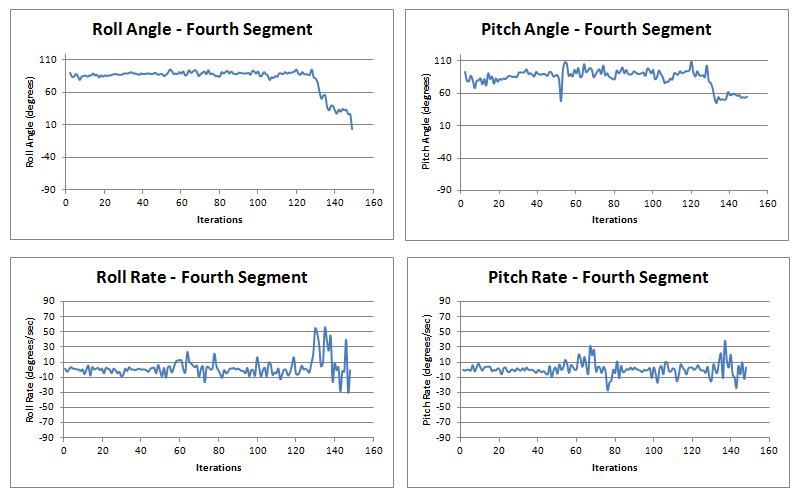 Roll Angle - Fourth Segment
110
60
10
-40
-90
Roll Angle (degrees)
0 20 40 60 80 100 120 140 160
Iterations
Pitch Angle - Fourth Segment
110
60
10
-40
-90
Pitch Angle (degrees)
0 20 40 60 80 100 120 140 160
Iterations
Roll Rate - Fourth Segment
90
70
50
30
10
-10
-30
-50
-70
-90
Roll Rate (degrees/sec)
0 20 40 60 80 100 120 140 160
Iterations
Pitch Rate - Fourth Segment
90
70
50
30
10
-10
-30
-50
-70
-90
Pitch Rate (degrees/sec)
0 20 40 60 80 100 120 140 160
Iterations